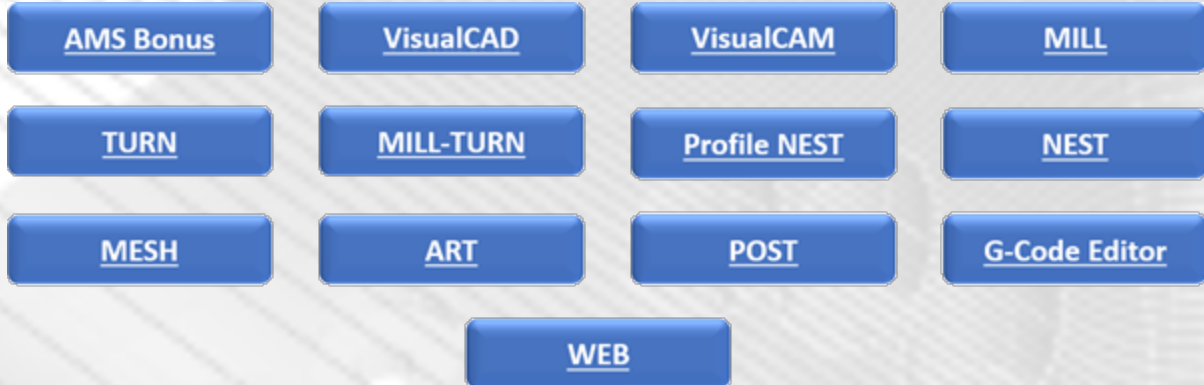 AMS Bonus
VisualCAD
VisualCAM
MILL
TURN
MILL-TURN
Profile NEST
NEST
MESH
ART
POST
G-Code Editor
WEB